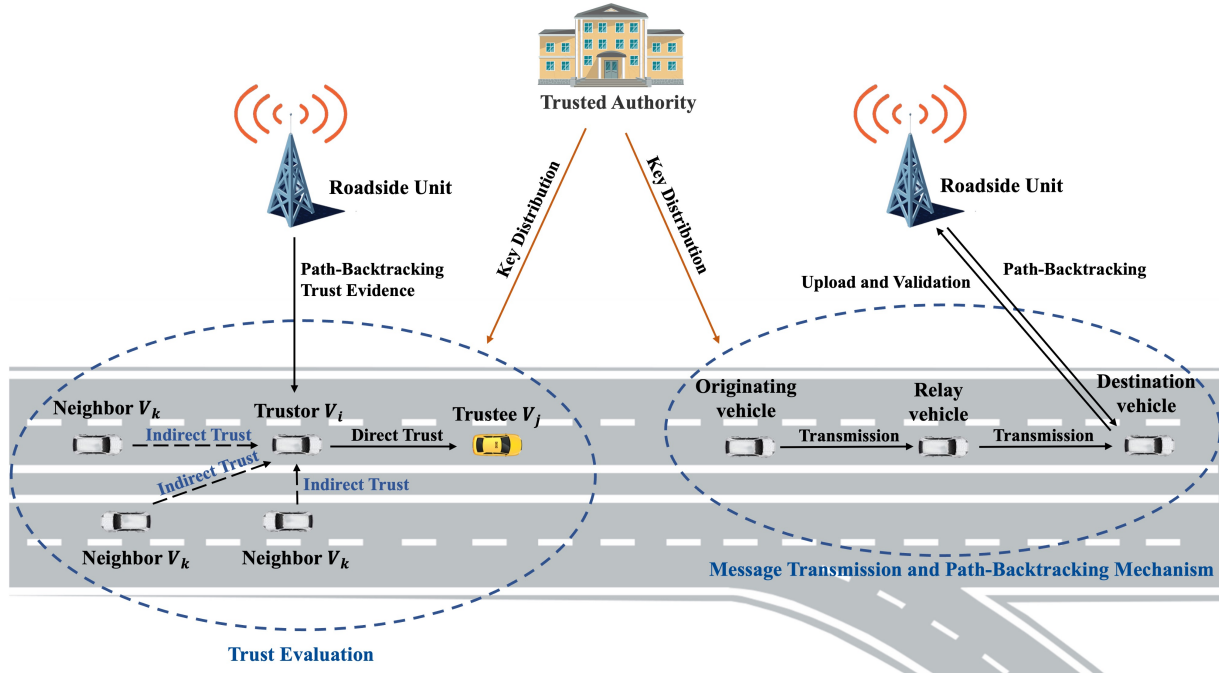 Trusted Authority
Roadside Unit
Roadside Unit
Key Distribution
Key Distribution
Path-Backtracking
Trust Evidence
Path-Backtracking
Upload and Validation
Neighbor V_k
Trustor V_i
Trustee V_j
Indirect Trust
Direct Trust
Indirect Trust
Indirect Trust
Neighbor V_k
Neighbor V_k
Originating
vehicle
Relay
vehicle
Destination
vehicle
Transmission
Transmission
Message Transmission and Path-Backtracking Mechanism
Trust Evaluation